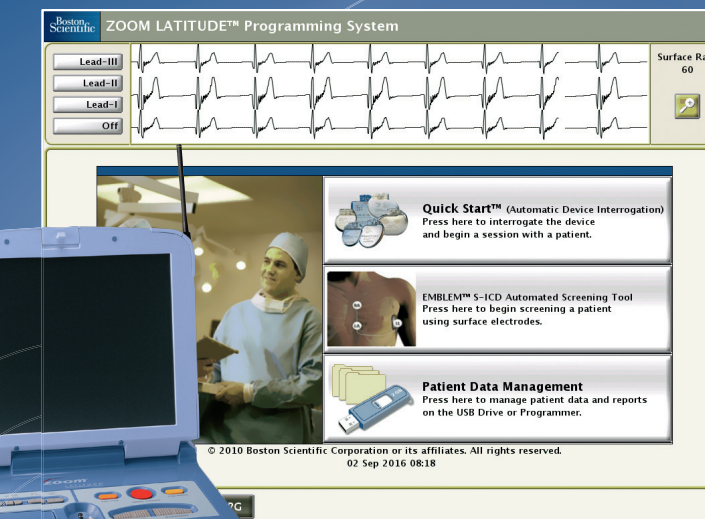 Boston
Scientific
ZOOM LATITUDE™ Programming System
Lead-III
Lead-II
Lead-I
Off
Surface Ra
60
Quick Start™ (Automatic Device Interrogation)
Press here to interrogate the device
and begin a session with a patient.
EMBLEM™ S-ICD Automated Screening Tool
Press here to begin screening a patient
using surface electrodes.
Patient Data Management
Press here to manage patient data and reports
on the USB Drive or Programmer.
© 2010 Boston Scientific Corporation or its affiliates. All rights reserved.
02 Sep 2016 08:18
zoom